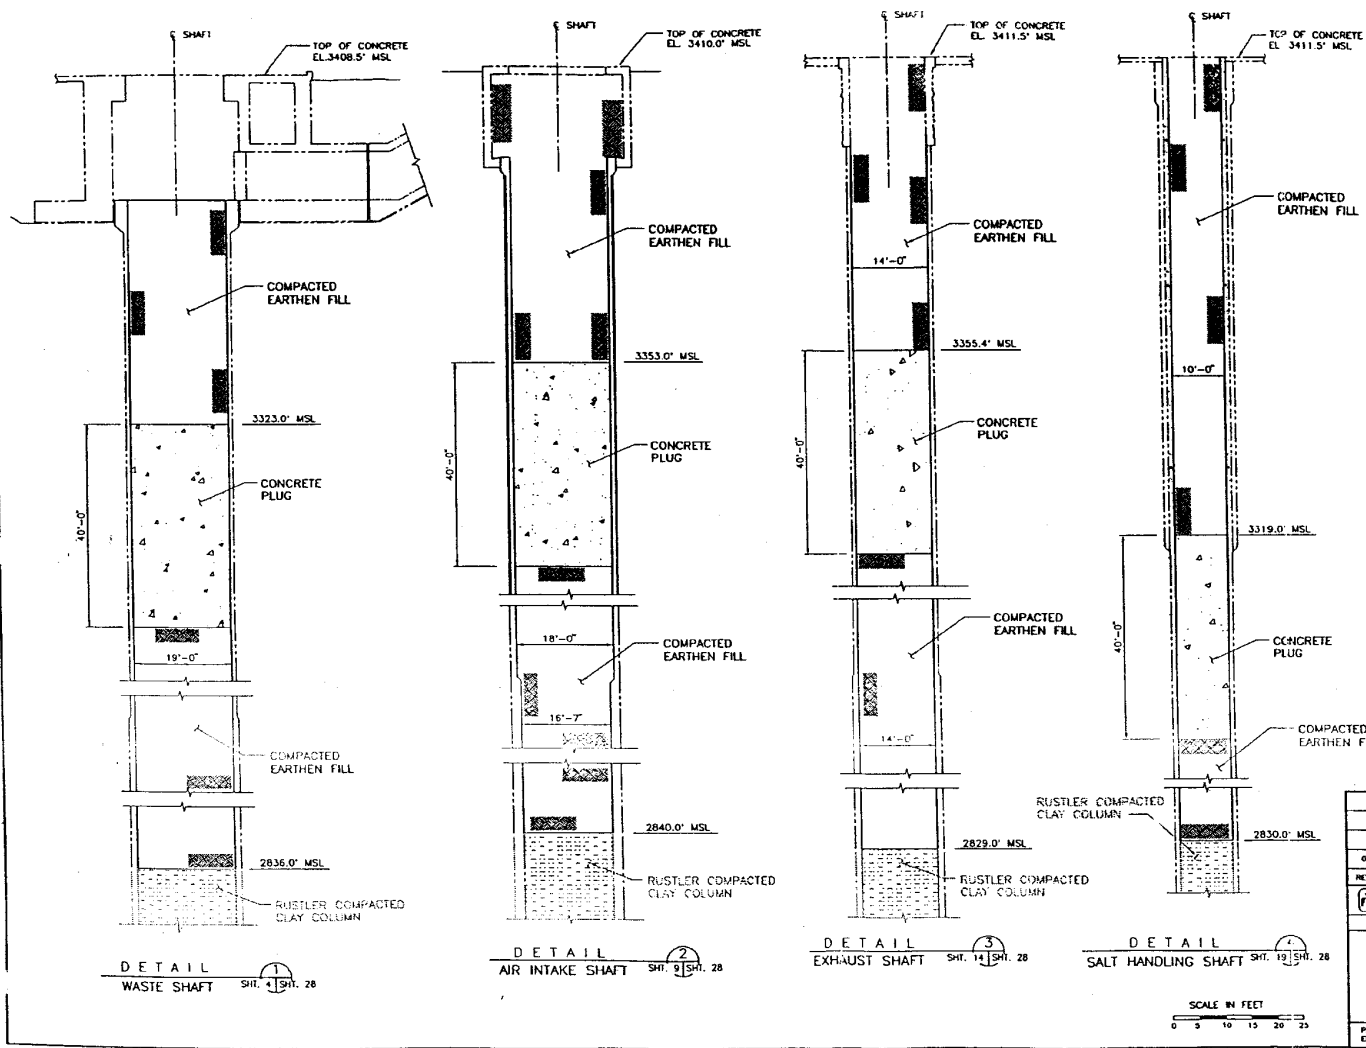 ℄ SHAFT
TOP OF CONCRETE
EL.3408.5' MSL
COMPACTED
EARTHEN FILL
3323.0' MSL
CONCRETE
PLUG
40'-0"
19'-0"
COMPACTED
EARTHEN FILL
2836.0' MSL
RUSTLER COMPACTED
CLAY COLUMN
DETAIL
WASTE SHAFT
1
SHT. 4 SHT. 28
℄ SHAFT
TOP OF CONCRETE
EL. 3410.0' MSL
COMPACTED
EARTHEN FILL
3353.0' MSL
CONCRETE
PLUG
40'-0"
18'-0"
COMPACTED
EARTHEN FILL
16'-7"
2840.0' MSL
RUSTLER COMPACTED
CLAY COLUMN
DETAIL
AIR INTAKE SHAFT
2
SHT. 9 SHT. 28
℄ SHAFT
TOP OF CONCRETE
EL. 3411.5' MSL
COMPACTED
EARTHEN FILL
14'-0"
3355.4' MSL
CONCRETE
PLUG
40'-0"
COMPACTED
EARTHEN FILL
14'-0"
2829.0' MSL
RUSTLER COMPACTED
CLAY COLUMN
DETAIL
EXHAUST SHAFT
3
SHT. 14 SHT. 28
℄ SHAFT
TOP OF CONCRETE
EL. 3411.5' MSL
COMPACTED
EARTHEN FILL
10'-0"
3319.0' MSL
CONCRETE
PLUG
40'-0"
COMPACTED
EARTHEN F
RUSTLER COMPACTED
CLAY COLUMN
2830.0' MSL
DETAIL
SALT HANDLING SHAFT
4
SHT. 19 SHT. 28
SCALE IN FEET
0 5 10 15 20 25